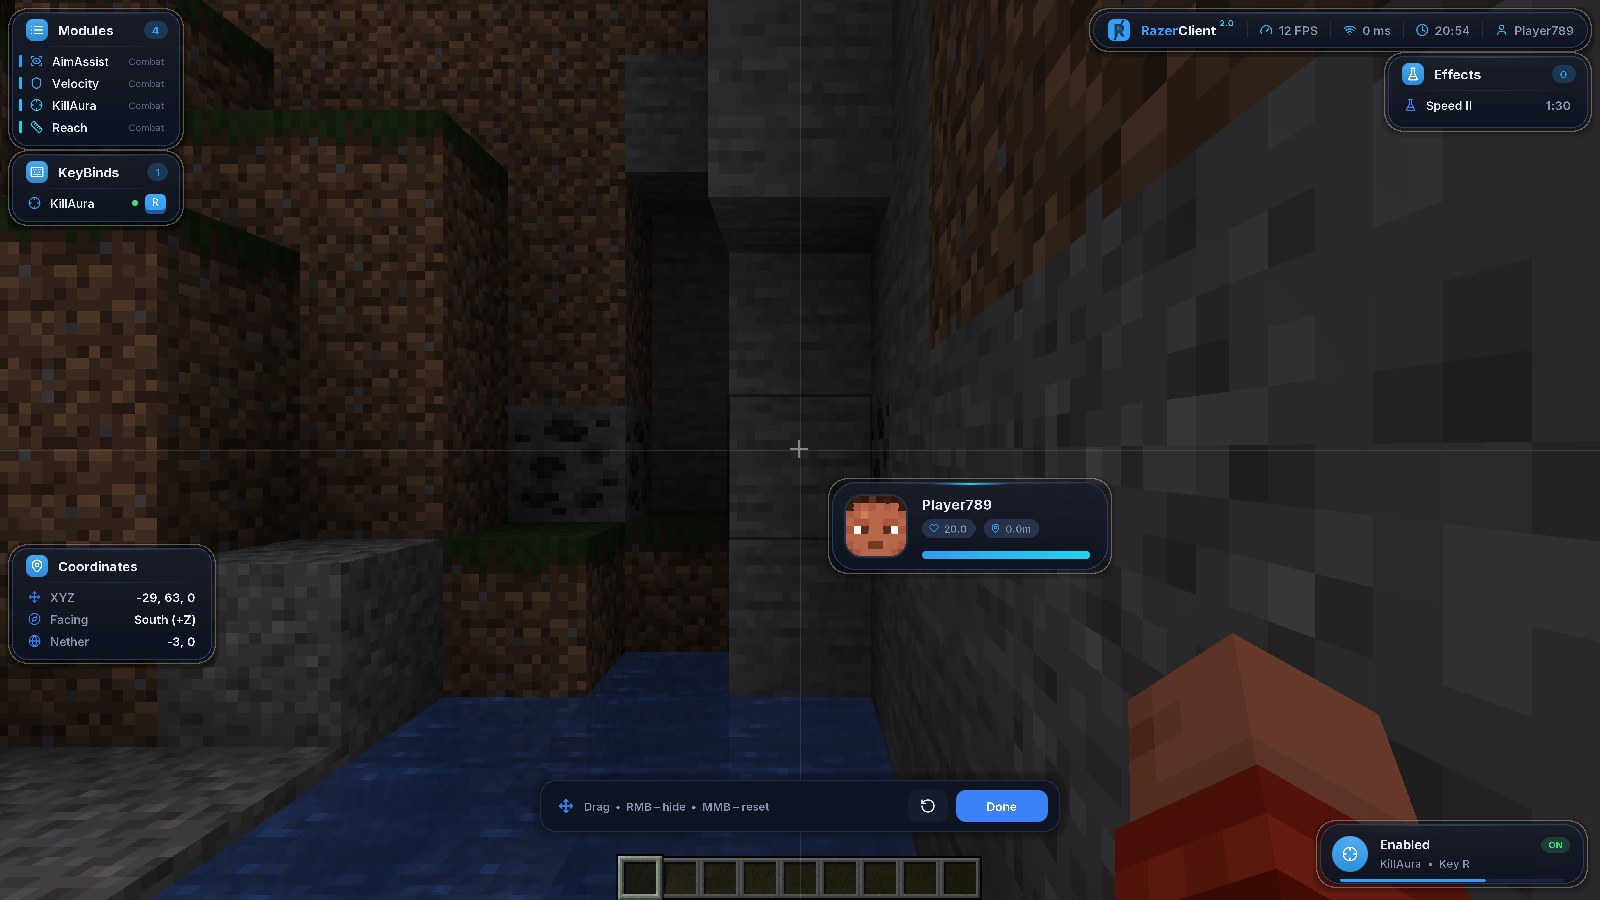 Modules 4
AimAssist Combat
Velocity Combat
KillAura Combat
Reach Combat
KeyBinds 1
KillAura R
RazerClient 2.0 12 FPS 0 ms 20:54 Player789
Effects 0
Speed II 1:30
Player789
20.0 0.0m
Coordinates
XYZ -29, 63, 0
Facing South (+Z)
Nether -3, 0
Drag • RMB – hide • MMB – reset Done
Enabled ON
KillAura • Key R